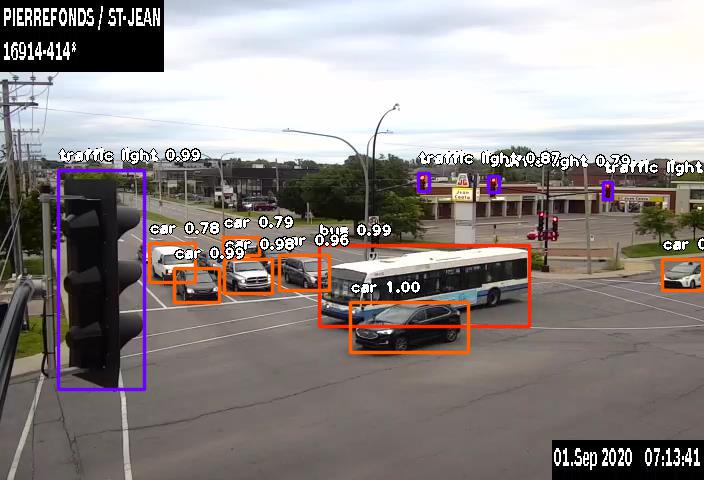 PIERREFONDS / ST-JEAN
16914-414*
traffic light 0.99
traffic light 0.87
light 0.79
traffic light
car 0.78
car 0.79
bus 0.99
car 0.99
0.98
0.96
car 0
car 1.00
Jean
Coutu
01.Sep 2020 07:13:41